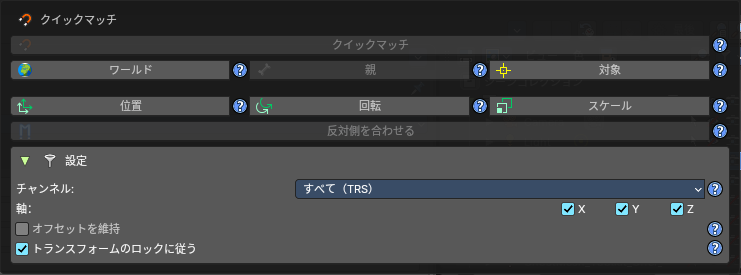 クイックマッチ
クイックマッチ ?
ワールド ? 親 ? 対象 ?
位置 ? 回転 ? スケール ?
反対側を合わせる ?
設定
チャンネル: すべて（TRS） ?
軸: X Y Z
オフセットを維持 ?
トランスフォームのロックに従う ?